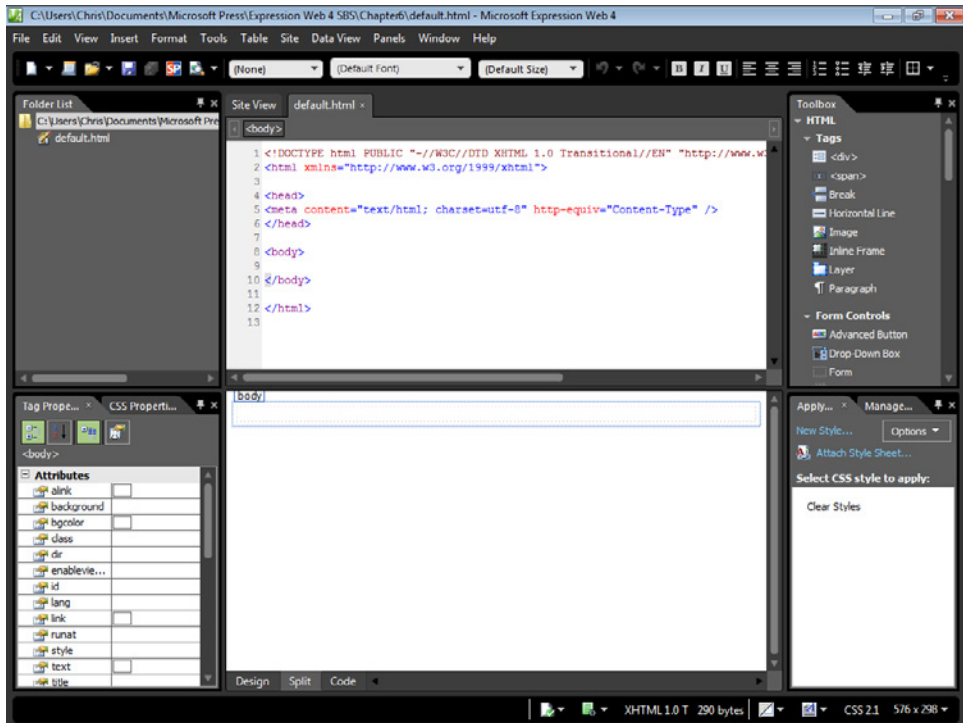 C:\Users\Chris\Documents\Microsoft Press\Expression Web 4 SBS\Chapter6\default.html - Microsoft Expression Web 4
File Edit View Insert Format Tools Table Site Data View Panels Window Help
(None) (Default Font) (Default Size) B I U
Folder List
C:\Users\Chris\Documents\Microsoft Pre
default.html
Site View default.html ×
<body>
1 <!DOCTYPE html PUBLIC "-//W3C//DTD XHTML 1.0 Transitional//EN" "http://www.w
2 <html xmlns="http://www.w3.org/1999/xhtml">
3
4 <head>
5 <meta content="text/html; charset=utf-8" http-equiv="Content-Type" />
6 </head>
7
8 <body>
9
10 </body>
11
12 </html>
13
Toolbox
HTML
Tags
<div>
<span>
Break
Horizontal Line
Image
Inline Frame
Layer
Paragraph
Form Controls
Advanced Button
Drop-Down Box
Form
Tag Prope... × CSS Properti...
<body>
Attributes
alink
background
bgcolor
class
dir
enablevie...
id
lang
link
runat
style
text
title
body
Design Split Code
Apply... × Manage...
New Style... Options
Attach Style Sheet...
Select CSS style to apply:
Clear Styles
XHTML 1.0 T 290 bytes CSS 2.1 576 x 298